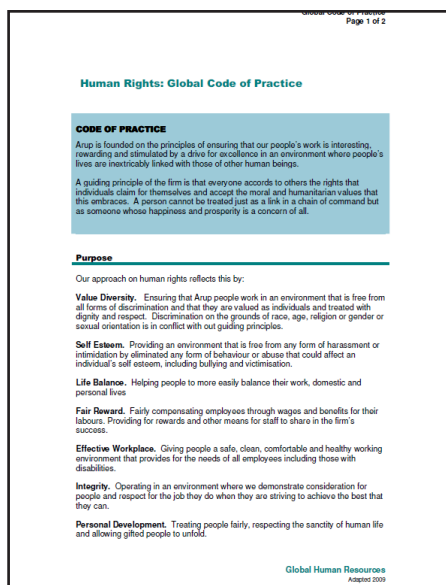 Global Code of Practice
Page 1 of 2
Human Rights: Global Code of Practice
CODE OF PRACTICE
Arup is founded on the principles of ensuring that our people's work is interesting,
rewarding and stimulated by a drive for excellence in an environment where people's
lives are inextricably linked with those of other human beings.
A guiding principle of the firm is that everyone accords to others the rights that
individuals claim for themselves and accept the moral and humanitarian values that
this embraces. A person cannot be treated just as a link in a chain of command but
as someone whose happiness and prosperity is a concern of all.
Purpose
Our approach on human rights reflects this by:
Value Diversity. Ensuring that Arup people work in an environment that is free from
all forms of discrimination and that they are valued as individuals and treated with
dignity and respect. Discrimination on the grounds of race, age, religion or gender or
sexual orientation is in conflict with out guiding principles.
Self Esteem. Providing an environment that is free from any form of harassment or
intimidation by eliminated any form of behaviour or abuse that could affect an
individual's self esteem, including bullying and victimisation.
Life Balance. Helping people to more easily balance their work, domestic and
personal lives
Fair Reward. Fairly compensating employees through wages and benefits for their
labours. Providing for rewards and other means for staff to share in the firm's
success.
Effective Workplace. Giving people a safe, clean, comfortable and healthy working
environment that provides for the needs of all employees including those with
disabilities.
Integrity. Operating in an environment where we demonstrate consideration for
people and respect for the job they do when they are striving to achieve the best that
they can.
Personal Development. Treating people fairly, respecting the sanctity of human life
and allowing gifted people to unfold.
Global Human Resources
Adapted 2009